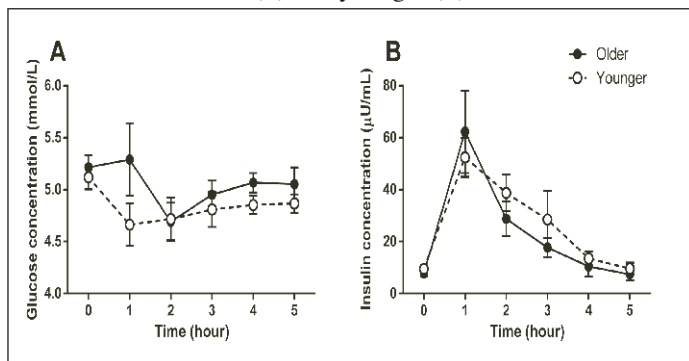 A
Glucose concentration (mmol/L)
6.0
5.5
5.0
4.5
4.0
0 1 2 3 4 5
Time (hour)
B
Older
Younger
Insulin concentration (µU/mL)
80
60
40
20
0
0 1 2 3 4 5
Time (hour)